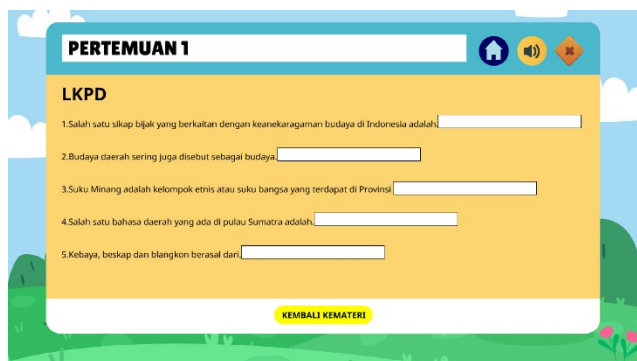 PERTEMUAN 1
LKPD
1.Salah satu sikap bijak yang berkaitan dengan keanekaragaman budaya di Indonesia adalah.
2.Budaya daerah sering juga disebut sebagai budaya.
3.Suku Minang adalah kelompok etnis atau suku bangsa yang terdapat di Provinsi
4.Salah satu bahasa daerah yang ada di pulau Sumatra adalah.
5.Kebaya, beskap dan blangkon berasal dari.
KEMBALI KEMATERI